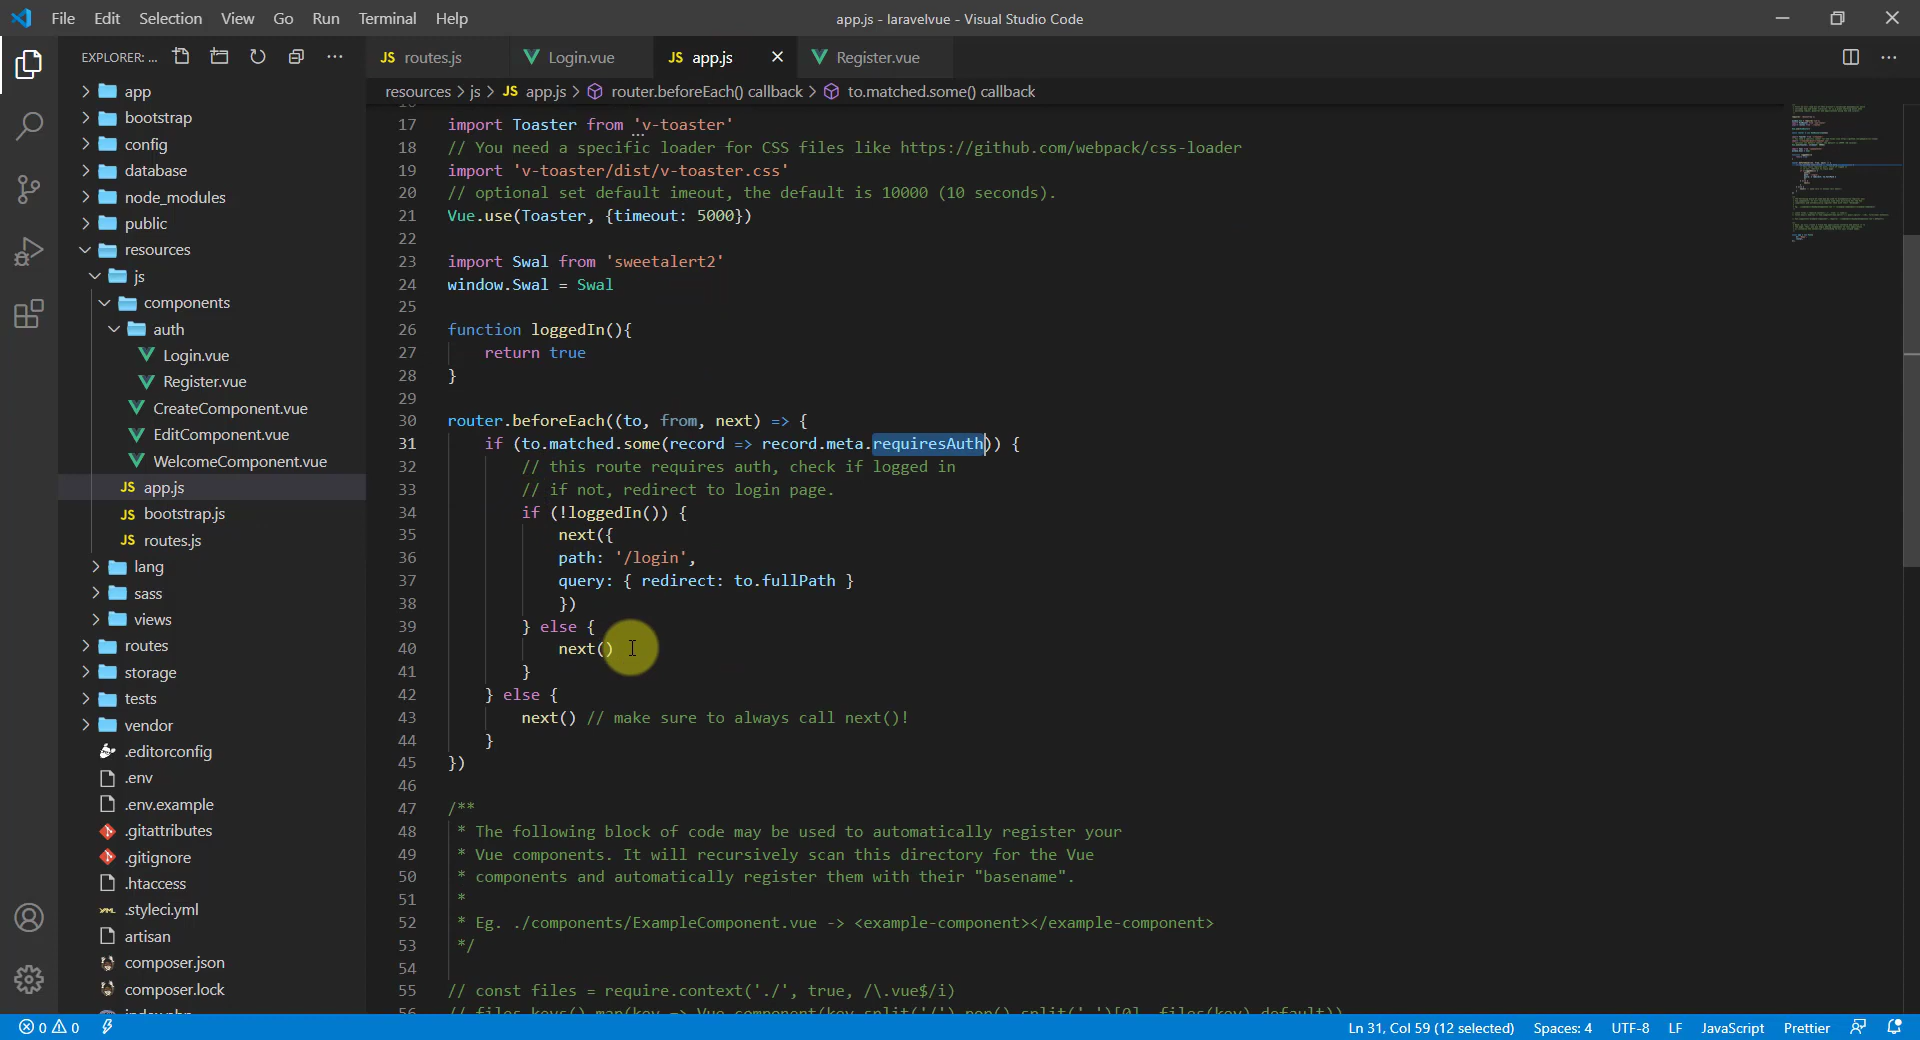 File Edit Selection View Go Run Terminal Help
app.js - laravelvue - Visual Studio Code
EXPLORER: ...
JS routes.js
Login.vue
JS app.js
Register.vue
resources > js > JS app.js > router.beforeEach() callback > to.matched.some() callback
app
bootstrap
config
database
node_modules
public
resources
js
components
auth
Login.vue
Register.vue
CreateComponent.vue
EditComponent.vue
WelcomeComponent.vue
JS app.js
JS bootstrap.js
JS routes.js
lang
sass
views
routes
storage
tests
vendor
.editorconfig
.env
.env.example
.gitattributes
.gitignore
.htaccess
.styleci.yml
artisan
composer.json
composer.lock
17 import Toaster from 'v-toaster'
18 // You need a specific loader for CSS files like https://github.com/webpack/css-loader
19 import 'v-toaster/dist/v-toaster.css'
20 // optional set default imeout, the default is 10000 (10 seconds).
21 Vue.use(Toaster, {timeout: 5000})
22
23 import Swal from 'sweetalert2'
24 window.Swal = Swal
25
26 function loggedIn(){
27 return true
28 }
29
30 router.beforeEach((to, from, next) => {
31 if (to.matched.some(record => record.meta.requiresAuth)) {
32 // this route requires auth, check if logged in
33 // if not, redirect to login page.
34 if (!loggedIn()) {
35 next({
36 path: '/login',
37 query: { redirect: to.fullPath }
38 })
39 } else {
40 next()
41 }
42 } else {
43 next() // make sure to always call next()!
44 }
45 })
46
47 /**
48 * The following block of code may be used to automatically register your
49 * Vue components. It will recursively scan this directory for the Vue
50 * components and automatically register them with their "basename".
51 *
52 * Eg. ./components/ExampleComponent.vue -> <example-component></example-component>
53 */
54
55 // const files = require.context('./', true, /\.vue$/i)
0 0
Ln 31, Col 59 (12 selected) Spaces: 4 UTF-8 LF JavaScript Prettier